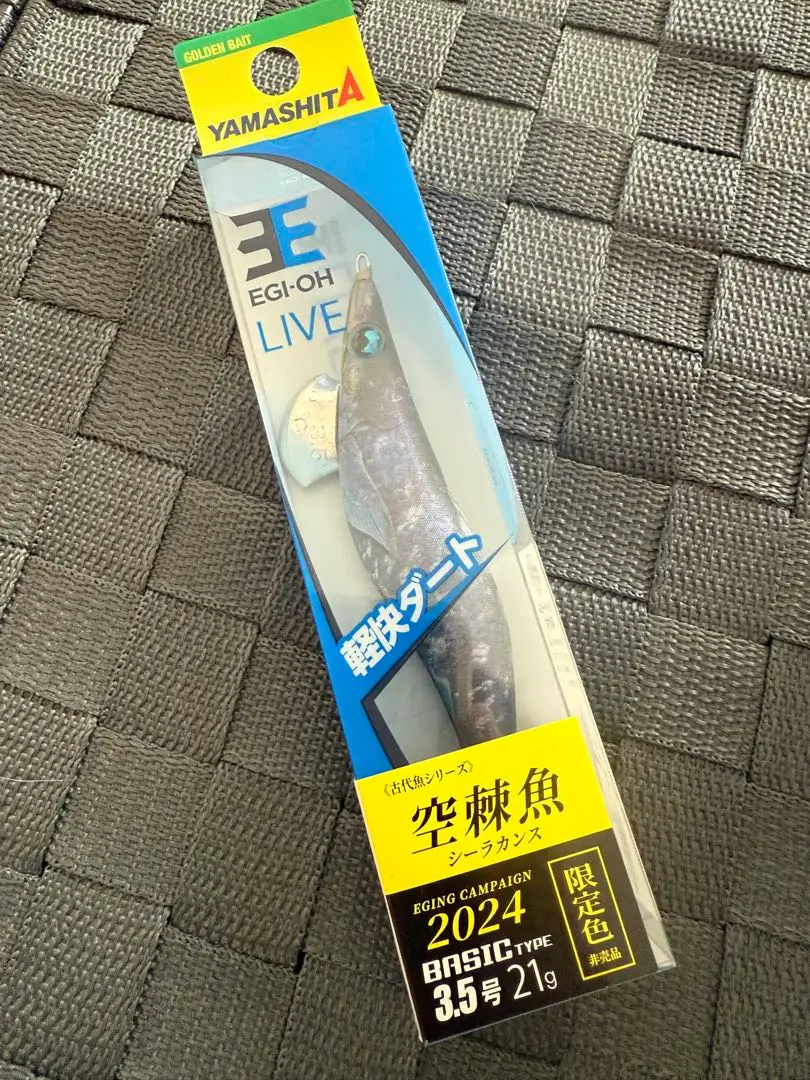 GOLDEN BAIT
YAMASHITA
EGI-OH
LIVE
軽快ダート
《古代魚シリーズ》
空棘魚
シーラカンス
EGING CAMPAIGN
2024
BASIC TYPE
3.5号 21g
限定色
非売品